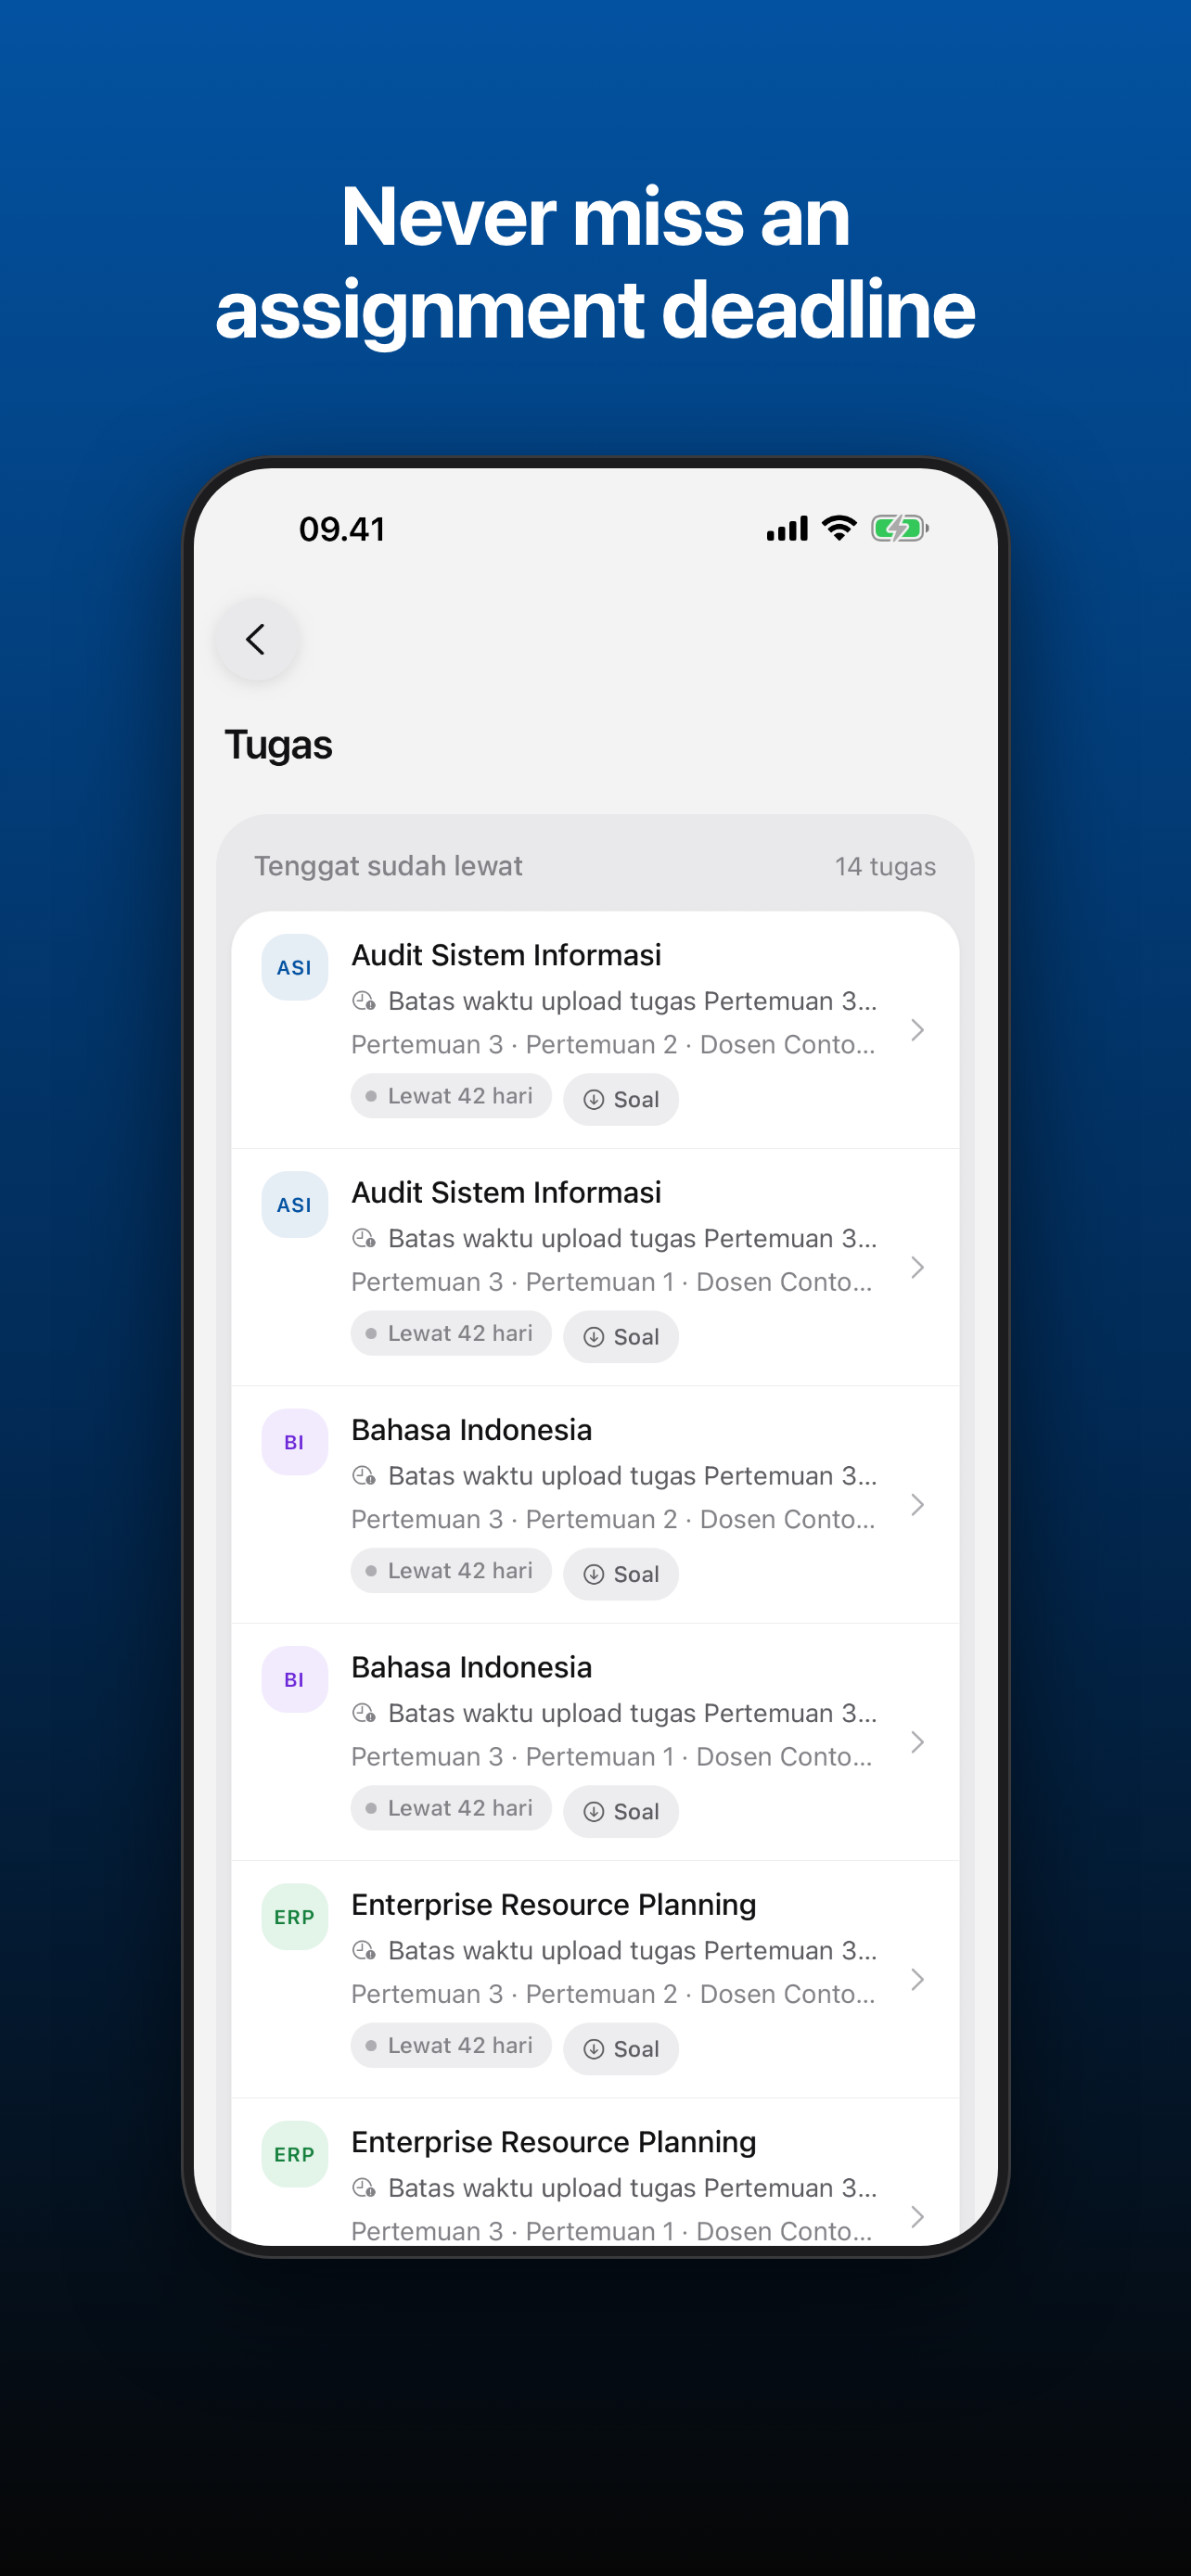 Never miss an
assignment deadline
09.41
Tugas
Tenggat sudah lewat 14 tugas
ASI Audit Sistem Informasi
Batas waktu upload tugas Pertemuan 3...
Pertemuan 3 · Pertemuan 2 · Dosen Conto...
Lewat 42 hari Soal
ASI Audit Sistem Informasi
Batas waktu upload tugas Pertemuan 3...
Pertemuan 3 · Pertemuan 1 · Dosen Conto...
Lewat 42 hari Soal
BI Bahasa Indonesia
Batas waktu upload tugas Pertemuan 3...
Pertemuan 3 · Pertemuan 2 · Dosen Conto...
Lewat 42 hari Soal
BI Bahasa Indonesia
Batas waktu upload tugas Pertemuan 3...
Pertemuan 3 · Pertemuan 1 · Dosen Conto...
Lewat 42 hari Soal
ERP Enterprise Resource Planning
Batas waktu upload tugas Pertemuan 3...
Pertemuan 3 · Pertemuan 2 · Dosen Conto...
Lewat 42 hari Soal
ERP Enterprise Resource Planning
Batas waktu upload tugas Pertemuan 3...
Pertemuan 3 · Pertemuan 1 · Dosen Conto...